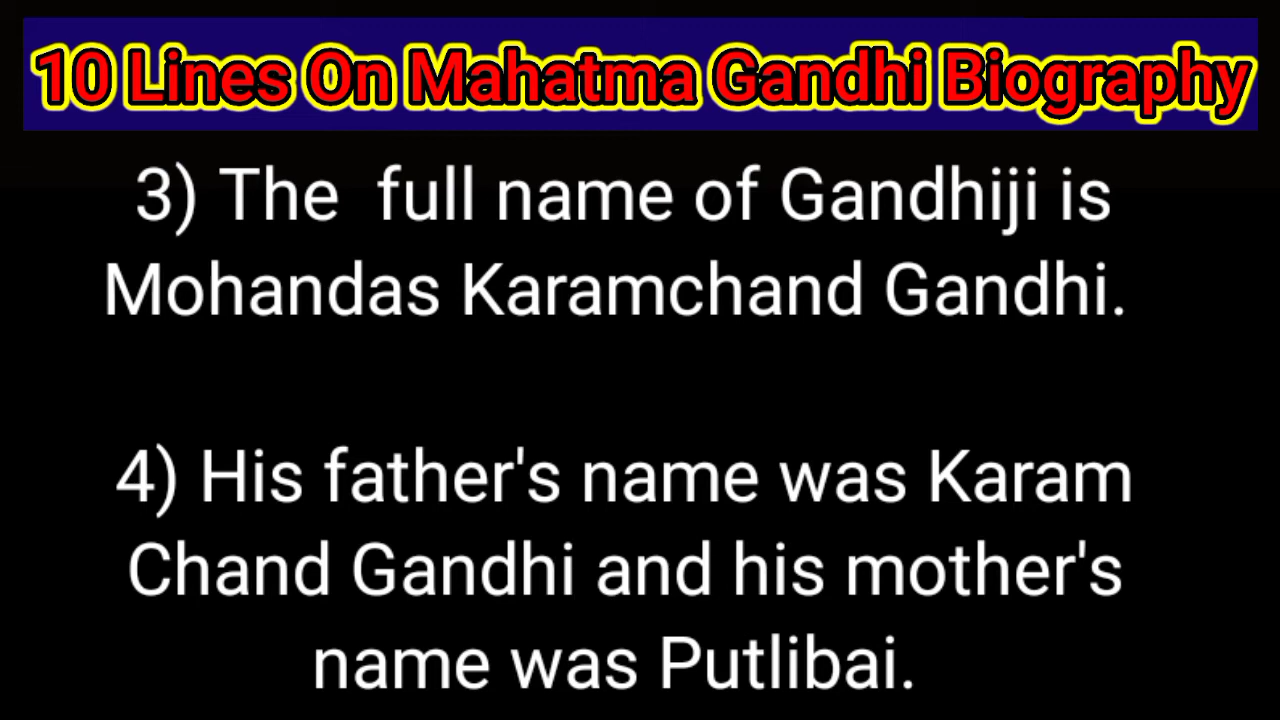 10 Lines On Mahatma Gandhi Biography
3) The full name of Gandhiji is
Mohandas Karamchand Gandhi.
4) His father's name was Karam
Chand Gandhi and his mother's
name was Putlibai.